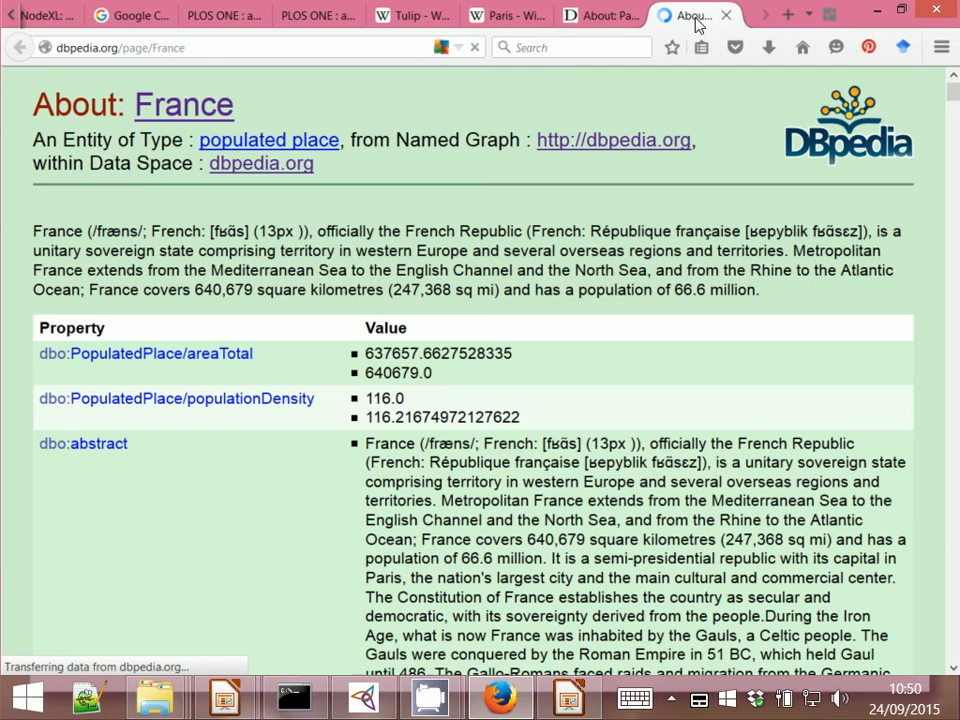 NodeXL: ...
Google C...
PLOS ONE : a...
PLOS ONE : a...
Tulip - W...
Paris - Wi...
About: Pa...
Abou...
dbpedia.org/page/France
Search
About: France
An Entity of Type : populated place, from Named Graph : http://dbpedia.org,
within Data Space : dbpedia.org
DBpedia
France (/fræns/; French: [fʁɑ̃s] (13px )), officially the French Republic (French: République française [ʁepyblik fʁɑ̃sɛz]), is a
unitary sovereign state comprising territory in western Europe and several overseas regions and territories. Metropolitan
France extends from the Mediterranean Sea to the English Channel and the North Sea, and from the Rhine to the Atlantic
Ocean; France covers 640,679 square kilometres (247,368 sq mi) and has a population of 66.6 million.
Property Value
dbo:PopulatedPlace/areaTotal
637657.6627528335
640679.0
dbo:PopulatedPlace/populationDensity
116.0
116.21674972127622
dbo:abstract
France (/fræns/; French: [fʁɑ̃s] (13px )), officially the French Republic
(French: République française [ʁepyblik fʁɑ̃sɛz]), is a unitary sovereign state
comprising territory in western Europe and several overseas regions and
territories. Metropolitan France extends from the Mediterranean Sea to the
English Channel and the North Sea, and from the Rhine to the Atlantic
Ocean; France covers 640,679 square kilometres (247,368 sq mi) and has a
population of 66.6 million. It is a semi-presidential republic with its capital in
Paris, the nation's largest city and the main cultural and commercial center.
The Constitution of France establishes the country as secular and
democratic, with its sovereignty derived from the people.During the Iron
Age, what is now France was inhabited by the Gauls, a Celtic people. The
Gauls were conquered by the Roman Empire in 51 BC, which held Gaul
until 486. The Gallo-Romans faced raids and migration from the Germanic
Transferring data from dbpedia.org...
10:50
24/09/2015